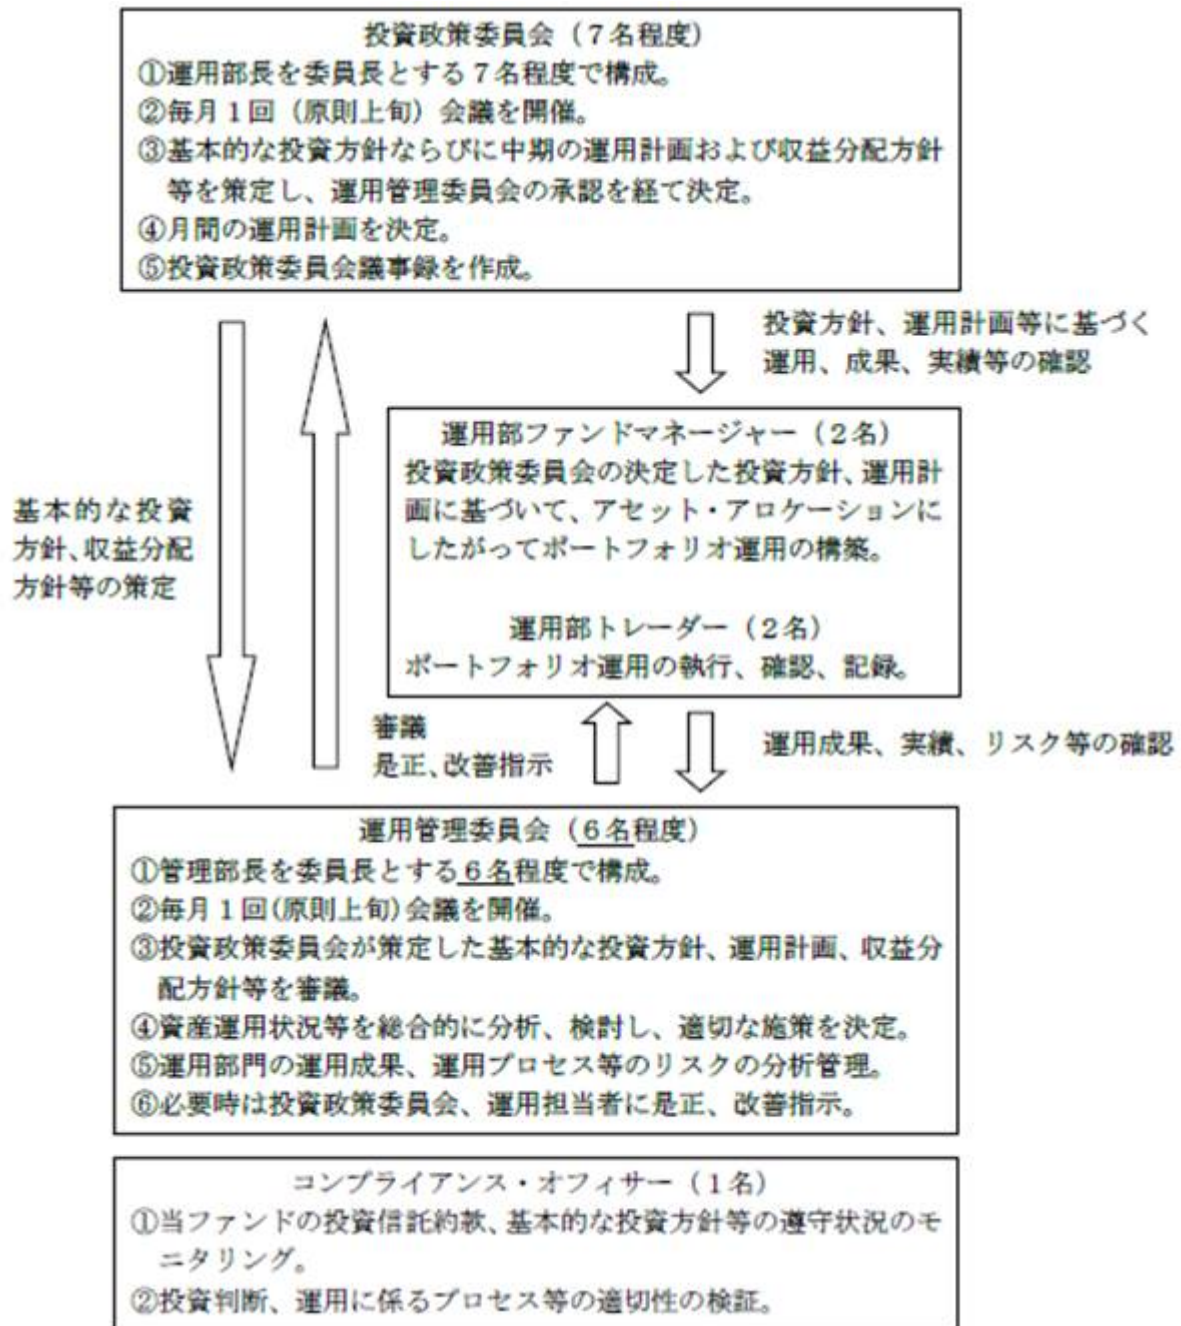 投資政策委員会（７名程度）
①運用部長を委員長とする７名程度で構成。
②毎月１回（原則上旬）会議を開催。
③基本的な投資方針ならびに中期の運用計画および収益分配方針
等を策定し、運用管理委員会の承認を経て決定。
④月間の運用計画を決定。
⑤投資政策委員会議事録を作成。
投資方針、運用計画等に基づく
運用、成果、実績等の確認
運用部ファンドマネージャー（２名）
投資政策委員会の決定した投資方針、運用計
画に基づいて、アセット・アロケーションに
したがってポートフォリオ運用の構築。
運用部トレーダー（２名）
ポートフォリオ運用の執行、確認、記録。
基本的な投資
方針、収益分配
方針等の策定
審議
是正、改善指示
運用成果、実績、リスク等の確認
運用管理委員会（６名程度）
①管理部長を委員長とする６名程度で構成。
②毎月１回(原則上旬)会議を開催。
③投資政策委員会が策定した基本的な投資方針、運用計画、収益分
配方針等を審議。
④資産運用状況等を総合的に分析、検討し、適切な施策を決定。
⑤運用部門の運用成果、運用プロセス等のリスクの分析管理。
⑥必要時は投資政策委員会、運用担当者に是正、改善指示。
コンプライアンス・オフィサー（１名）
①当ファンドの投資信託約款、基本的な投資方針等の遵守状況のモ
ニタリング。
②投資判断、運用に係るプロセス等の適切性の検証。